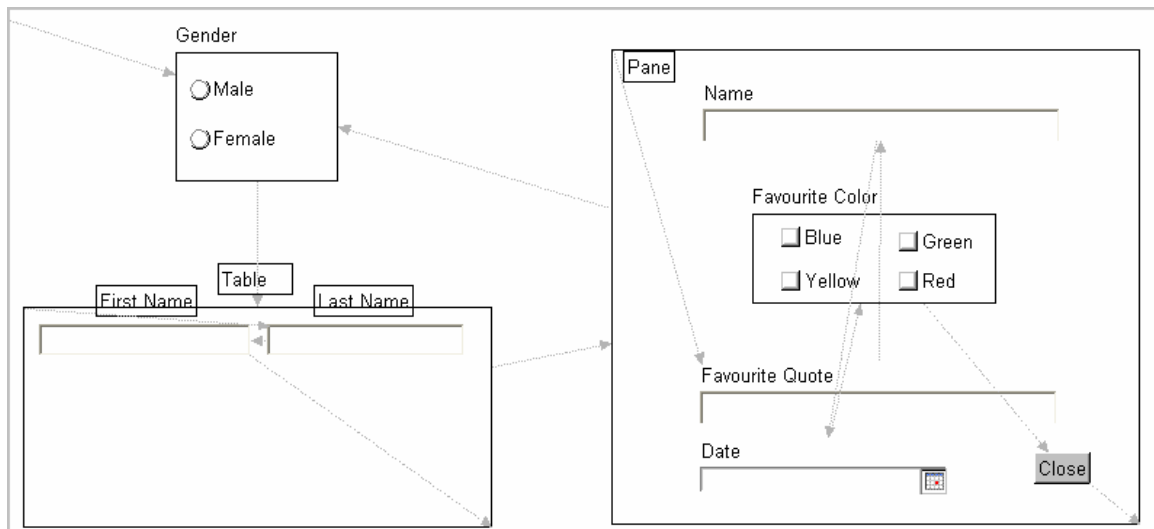 Gender
Male
Female
Table
First Name
Last Name
Pane
Name
Favourite Color
Blue
Green
Yellow
Red
Favourite Quote
Date
Close